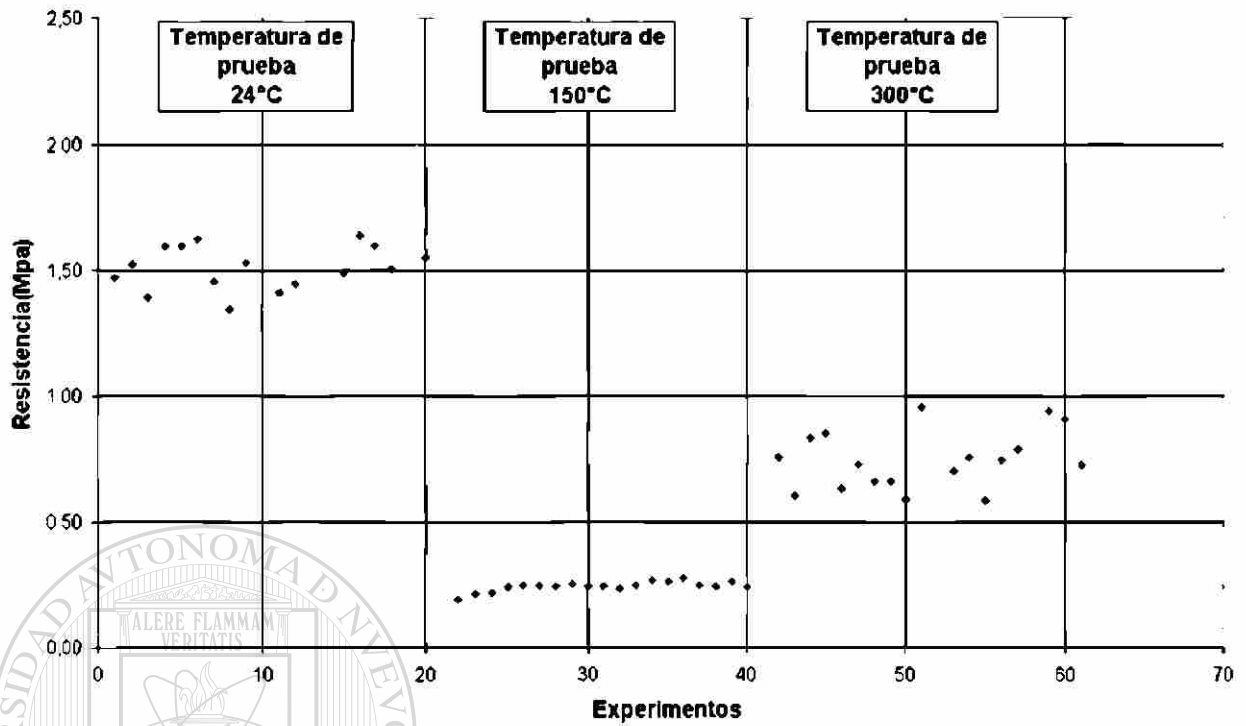 2,50
Temperatura de
prueba
24°C
Temperatura de
prueba
150°C
Temperatura de
prueba
300°C
2.00
1,50
1 00
0 50
0,00
Resistencia(Mpa)
0
10
20
30
40
50
60
70
Experimentos
AVTONOMA D NVEVO
ALERE FLAMMAM
VERITATIS